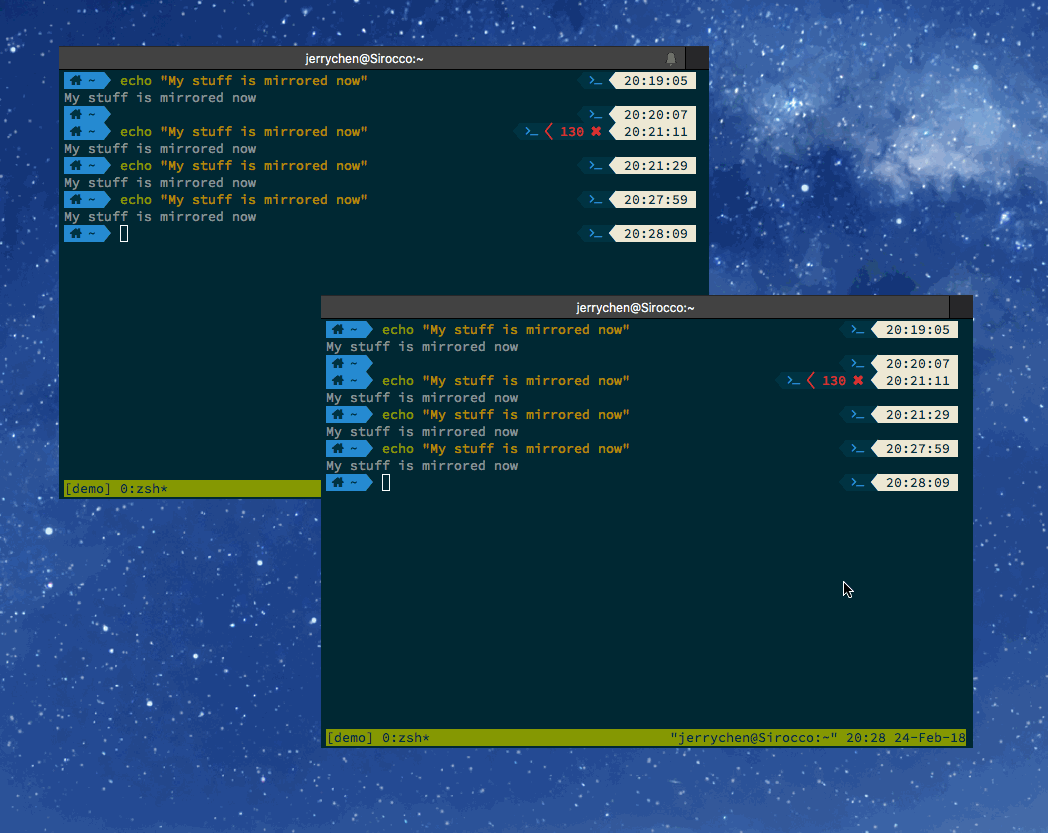 jerrychen@Sirocco:~
~ echo "My stuff is mirrored now" >_ 20:19:05
My stuff is mirrored now
~ >_ 20:20:07
~ echo "My stuff is mirrored now" >_ 130 ✖ 20:21:11
My stuff is mirrored now
~ echo "My stuff is mirrored now" >_ 20:21:29
My stuff is mirrored now
~ echo "My stuff is mirrored now" >_ 20:27:59
My stuff is mirrored now
~ >_ 20:28:09
[demo] 0:zsh*
jerrychen@Sirocco:~
~ echo "My stuff is mirrored now" >_ 20:19:05
My stuff is mirrored now
~ >_ 20:20:07
~ echo "My stuff is mirrored now" >_ 130 ✖ 20:21:11
My stuff is mirrored now
~ echo "My stuff is mirrored now" >_ 20:21:29
My stuff is mirrored now
~ echo "My stuff is mirrored now" >_ 20:27:59
My stuff is mirrored now
~ >_ 20:28:09
[demo] 0:zsh* "jerrychen@Sirocco:~" 20:28 24-Feb-18